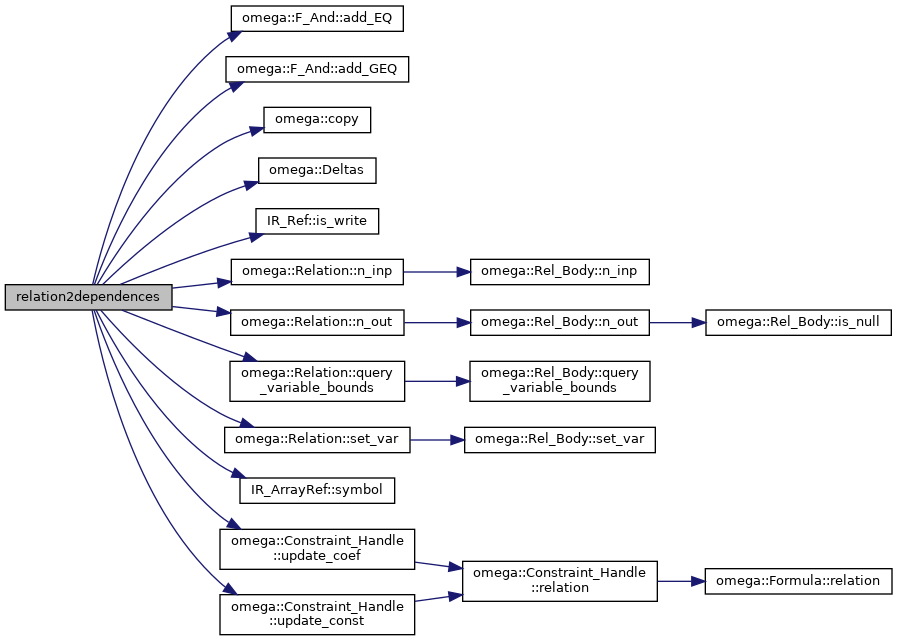 omega::F_And::add_EQ
omega::F_And::add_GEQ
omega::copy
omega::Deltas
IR_Ref::is_write
omega::Relation::n_inp
omega::Rel_Body::n_inp
relation2dependences
omega::Relation::n_out
omega::Rel_Body::n_out
omega::Rel_Body::is_null
omega::Relation::query
_variable_bounds
omega::Rel_Body::query
_variable_bounds
omega::Relation::set_var
omega::Rel_Body::set_var
IR_ArrayRef::symbol
omega::Constraint_Handle
::update_coef
omega::Constraint_Handle
::relation
omega::Formula::relation
omega::Constraint_Handle
::update_const